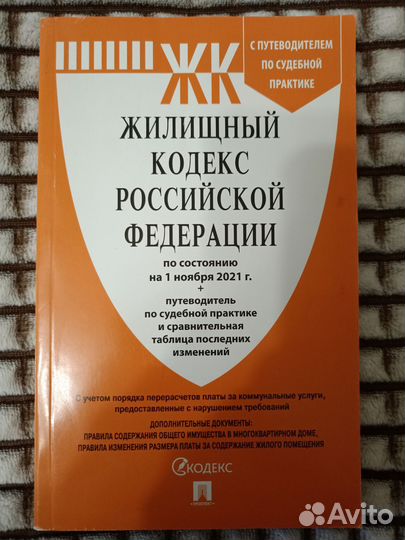 ЖК
С ПУТЕВОДИТЕЛЕМ
ПО СУДЕБНОЙ
ПРАКТИКЕ
ЖИЛИЩНЫЙ
КОДЕКС
РОССИЙСКОЙ
ФЕДЕРАЦИИ
по состоянию
на 1 ноября 2021 г.
+
путеводитель
по судебной практике
и сравнительная
таблица последних
изменений
С учетом порядка перерасчетов платы за коммунальные услуги,
предоставленные с нарушением требований
ДОПОЛНИТЕЛЬНЫЕ ДОКУМЕНТЫ:
ПРАВИЛА СОДЕРЖАНИЯ ОБЩЕГО ИМУЩЕСТВА В МНОГОКВАРТИРНОМ ДОМЕ,
ПРАВИЛА ИЗМЕНЕНИЯ РАЗМЕРА ПЛАТЫ ЗА СОДЕРЖАНИЕ ЖИЛОГО ПОМЕЩЕНИЯ
КОДЕКС
•ПРОСПЕКТ•
Avito